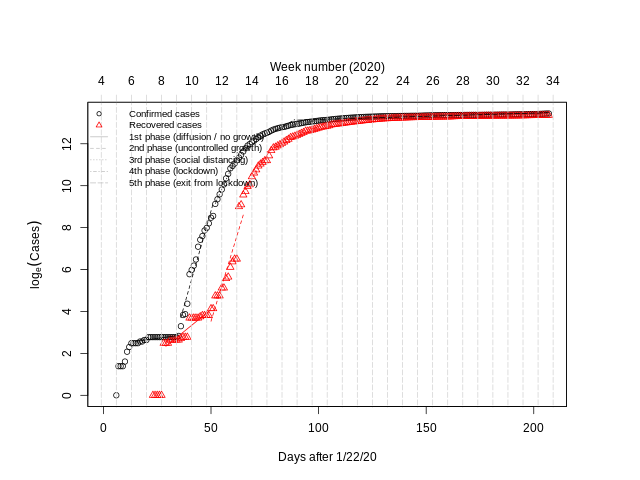 Week number (2020)
4 6 8 10 12 14 16 18 20 22 24 26 28 30 32 34
Confirmed cases
Recovered cases
1st phase (diffusion / no growth)
2nd phase (uncontrolled growth)
3rd phase (social distancing)
4th phase (lockdown)
5th phase (exit from lockdown)
loge(Cases)
12
10
8
6
4
2
0
0 50 100 150 200
Days after 1/22/20